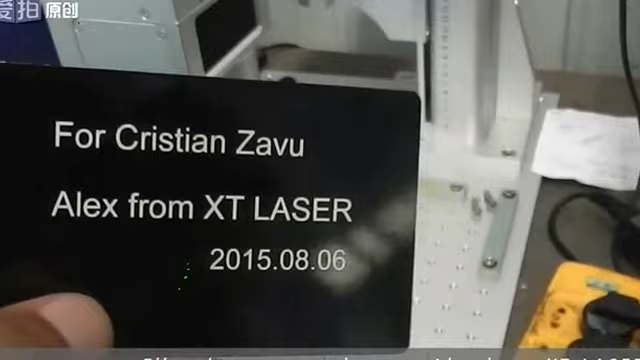 爱拍原创
For Cristian Zavu
Alex from XT LASER
2015.08.06